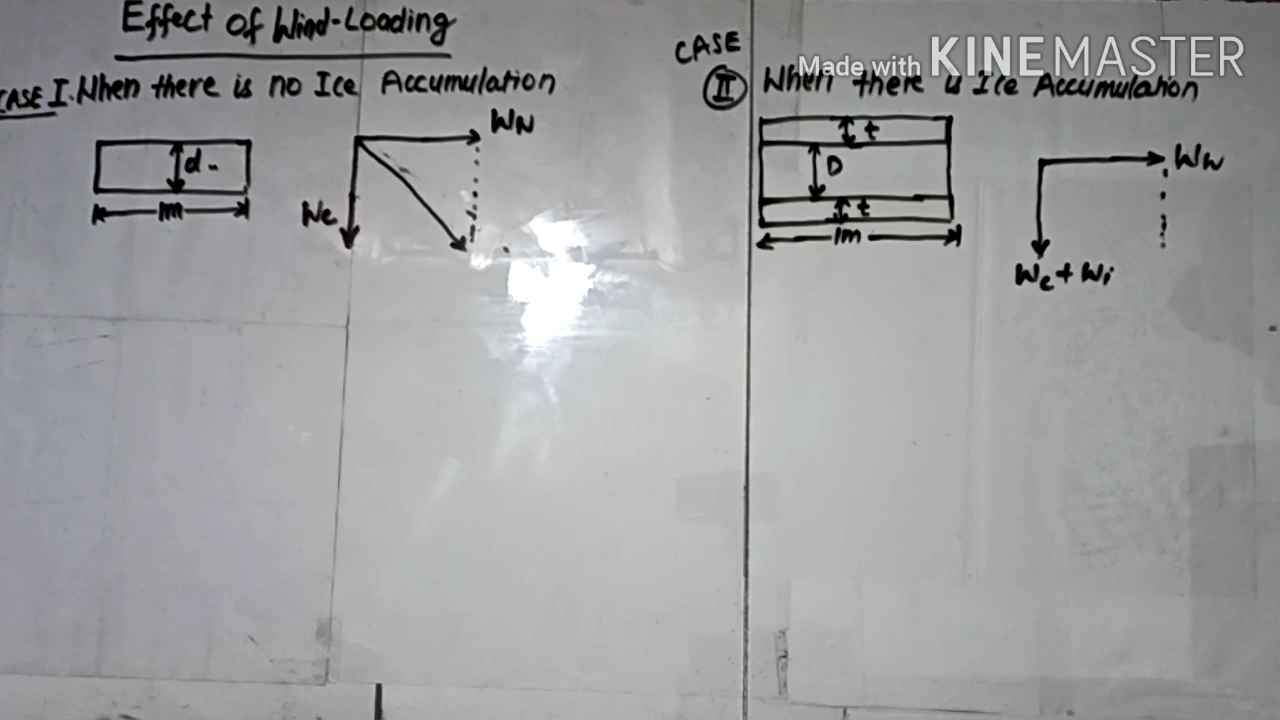 Effect of Wind-Loading
CASE I. When there is no Ice Accumulation
d
1m
WW
Wc
CASE
II When there is Ice Accumulation
t
D
t
1m
WW
Wc + Wi
Made with KINEMASTER